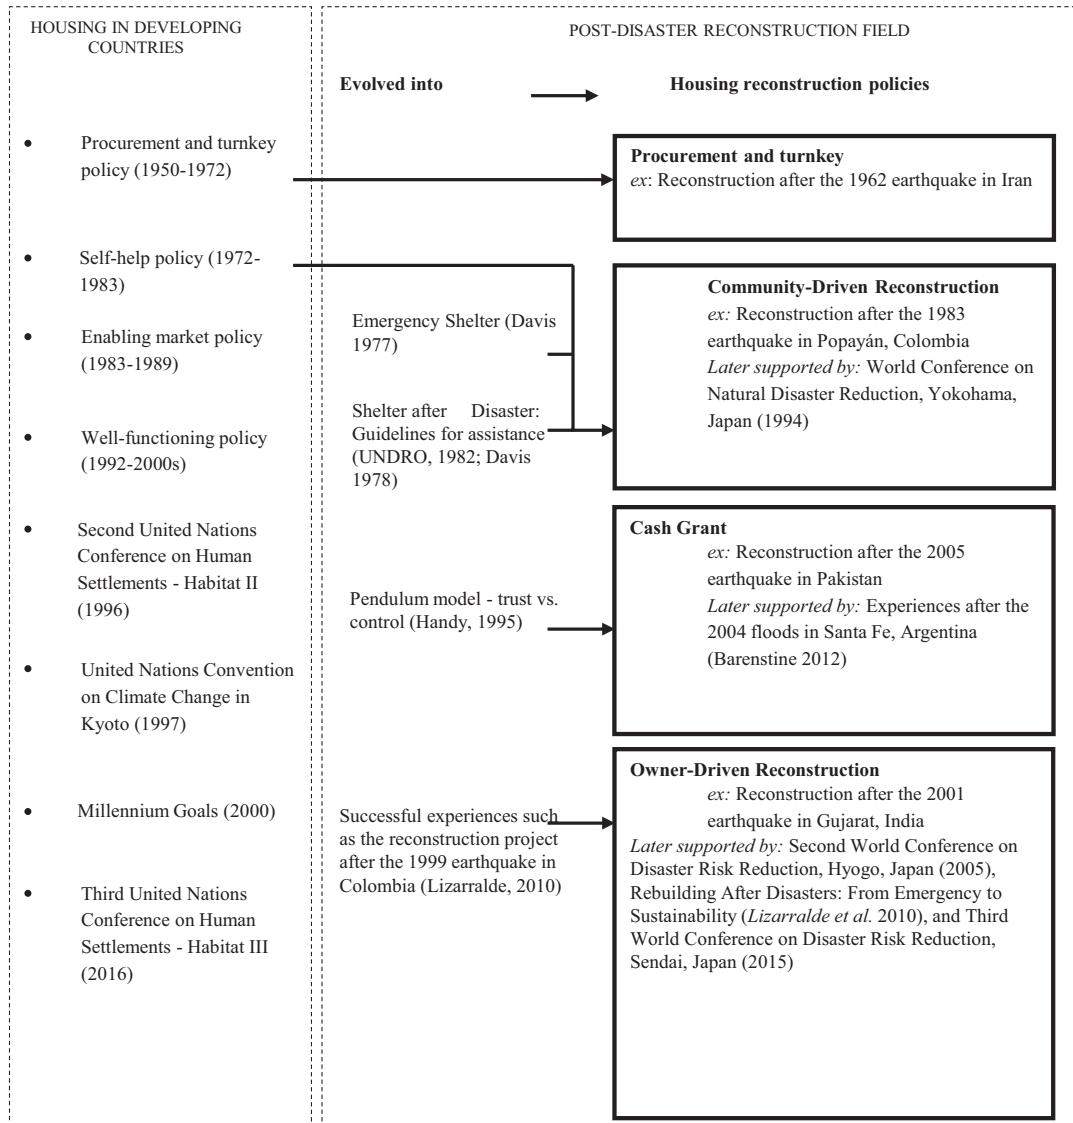 HOUSING IN DEVELOPING
COUNTRIES
• Procurement and turnkey
policy (1950-1972)
• Self-help policy (1972-
1983)
• Enabling market policy
(1983-1989)
• Well-functioning policy
(1992-2000s)
• Second United Nations
Conference on Human
Settlements - Habitat II
(1996)
• United Nations Convention
on Climate Change in
Kyoto (1997)
• Millennium Goals (2000)
• Third United Nations
Conference on Human
Settlements - Habitat III
(2016)
POST-DISASTER RECONSTRUCTION FIELD
Evolved into
Housing reconstruction policies
Procurement and turnkey
ex: Reconstruction after the 1962 earthquake in Iran
Emergency Shelter (Davis
1977)
Shelter after Disaster:
Guidelines for assistance
(UNDRO, 1982; Davis
1978)
Community-Driven Reconstruction
ex: Reconstruction after the 1983
earthquake in Popayán, Colombia
Later supported by: World Conference on
Natural Disaster Reduction, Yokohama,
Japan (1994)
Pendulum model - trust vs.
control (Handy, 1995)
Cash Grant
ex: Reconstruction after the 2005
earthquake in Pakistan
Later supported by: Experiences after the
2004 floods in Santa Fe, Argentina
(Barenstine 2012)
Successful experiences such
as the reconstruction project
after the 1999 earthquake in
Colombia (Lizarralde, 2010)
Owner-Driven Reconstruction
ex: Reconstruction after the 2001
earthquake in Gujarat, India
Later supported by: Second World Conference on
Disaster Risk Reduction, Hyogo, Japan (2005),
Rebuilding After Disasters: From Emergency to
Sustainability (Lizarralde et al. 2010), and Third
World Conference on Disaster Risk Reduction,
Sendai, Japan (2015)